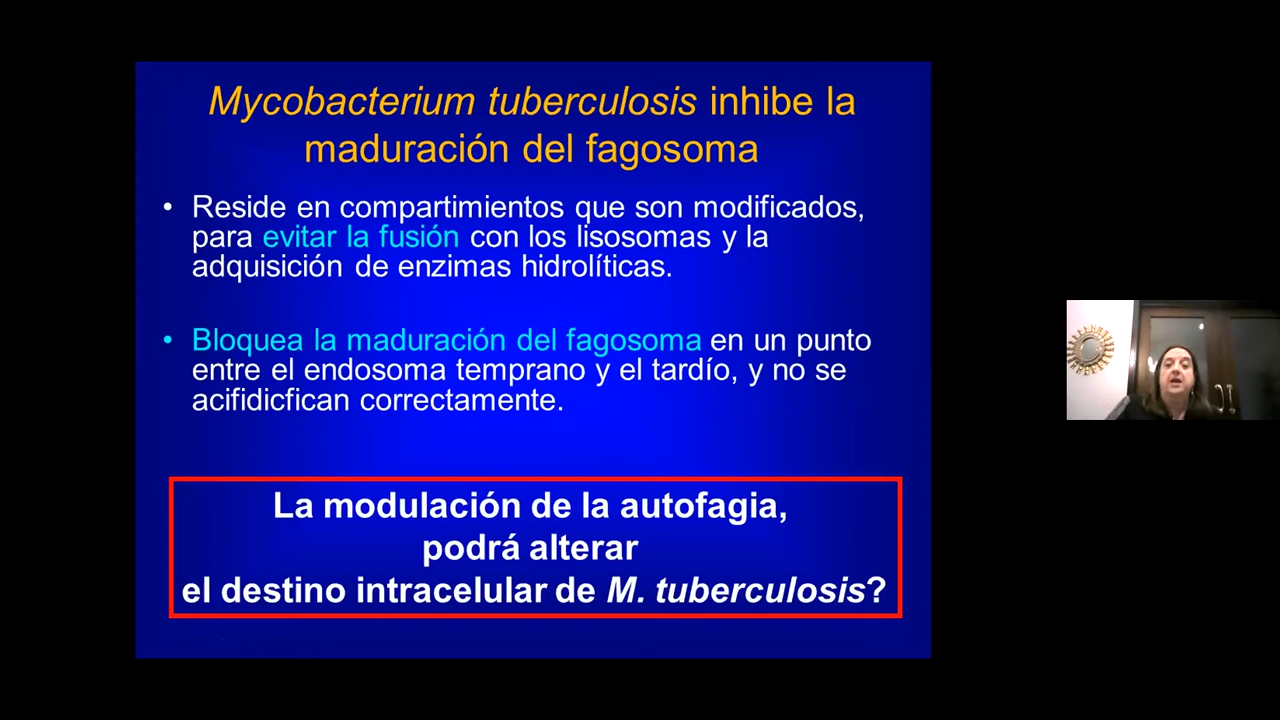 Mycobacterium tuberculosis inhibe la
maduración del fagosoma
• Reside en compartimientos que son modificados,
para evitar la fusión con los lisosomas y la
adquisición de enzimas hidrolíticas.
• Bloquea la maduración del fagosoma en un punto
entre el endosoma temprano y el tardío, y no se
acifidicfican correctamente.
La modulación de la autofagia,
podrá alterar
el destino intracelular de M. tuberculosis?